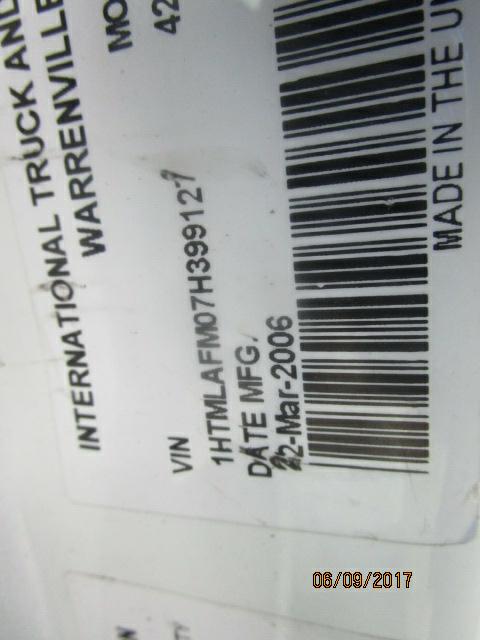 INTERNATIONAL TRUCK AND
WARRENVILLE
MO
42
VIN
1HTMLAFM07H399127
DATE MFG.
22-Mar-2006
MADE IN THE U
N
TY
06/09/2017